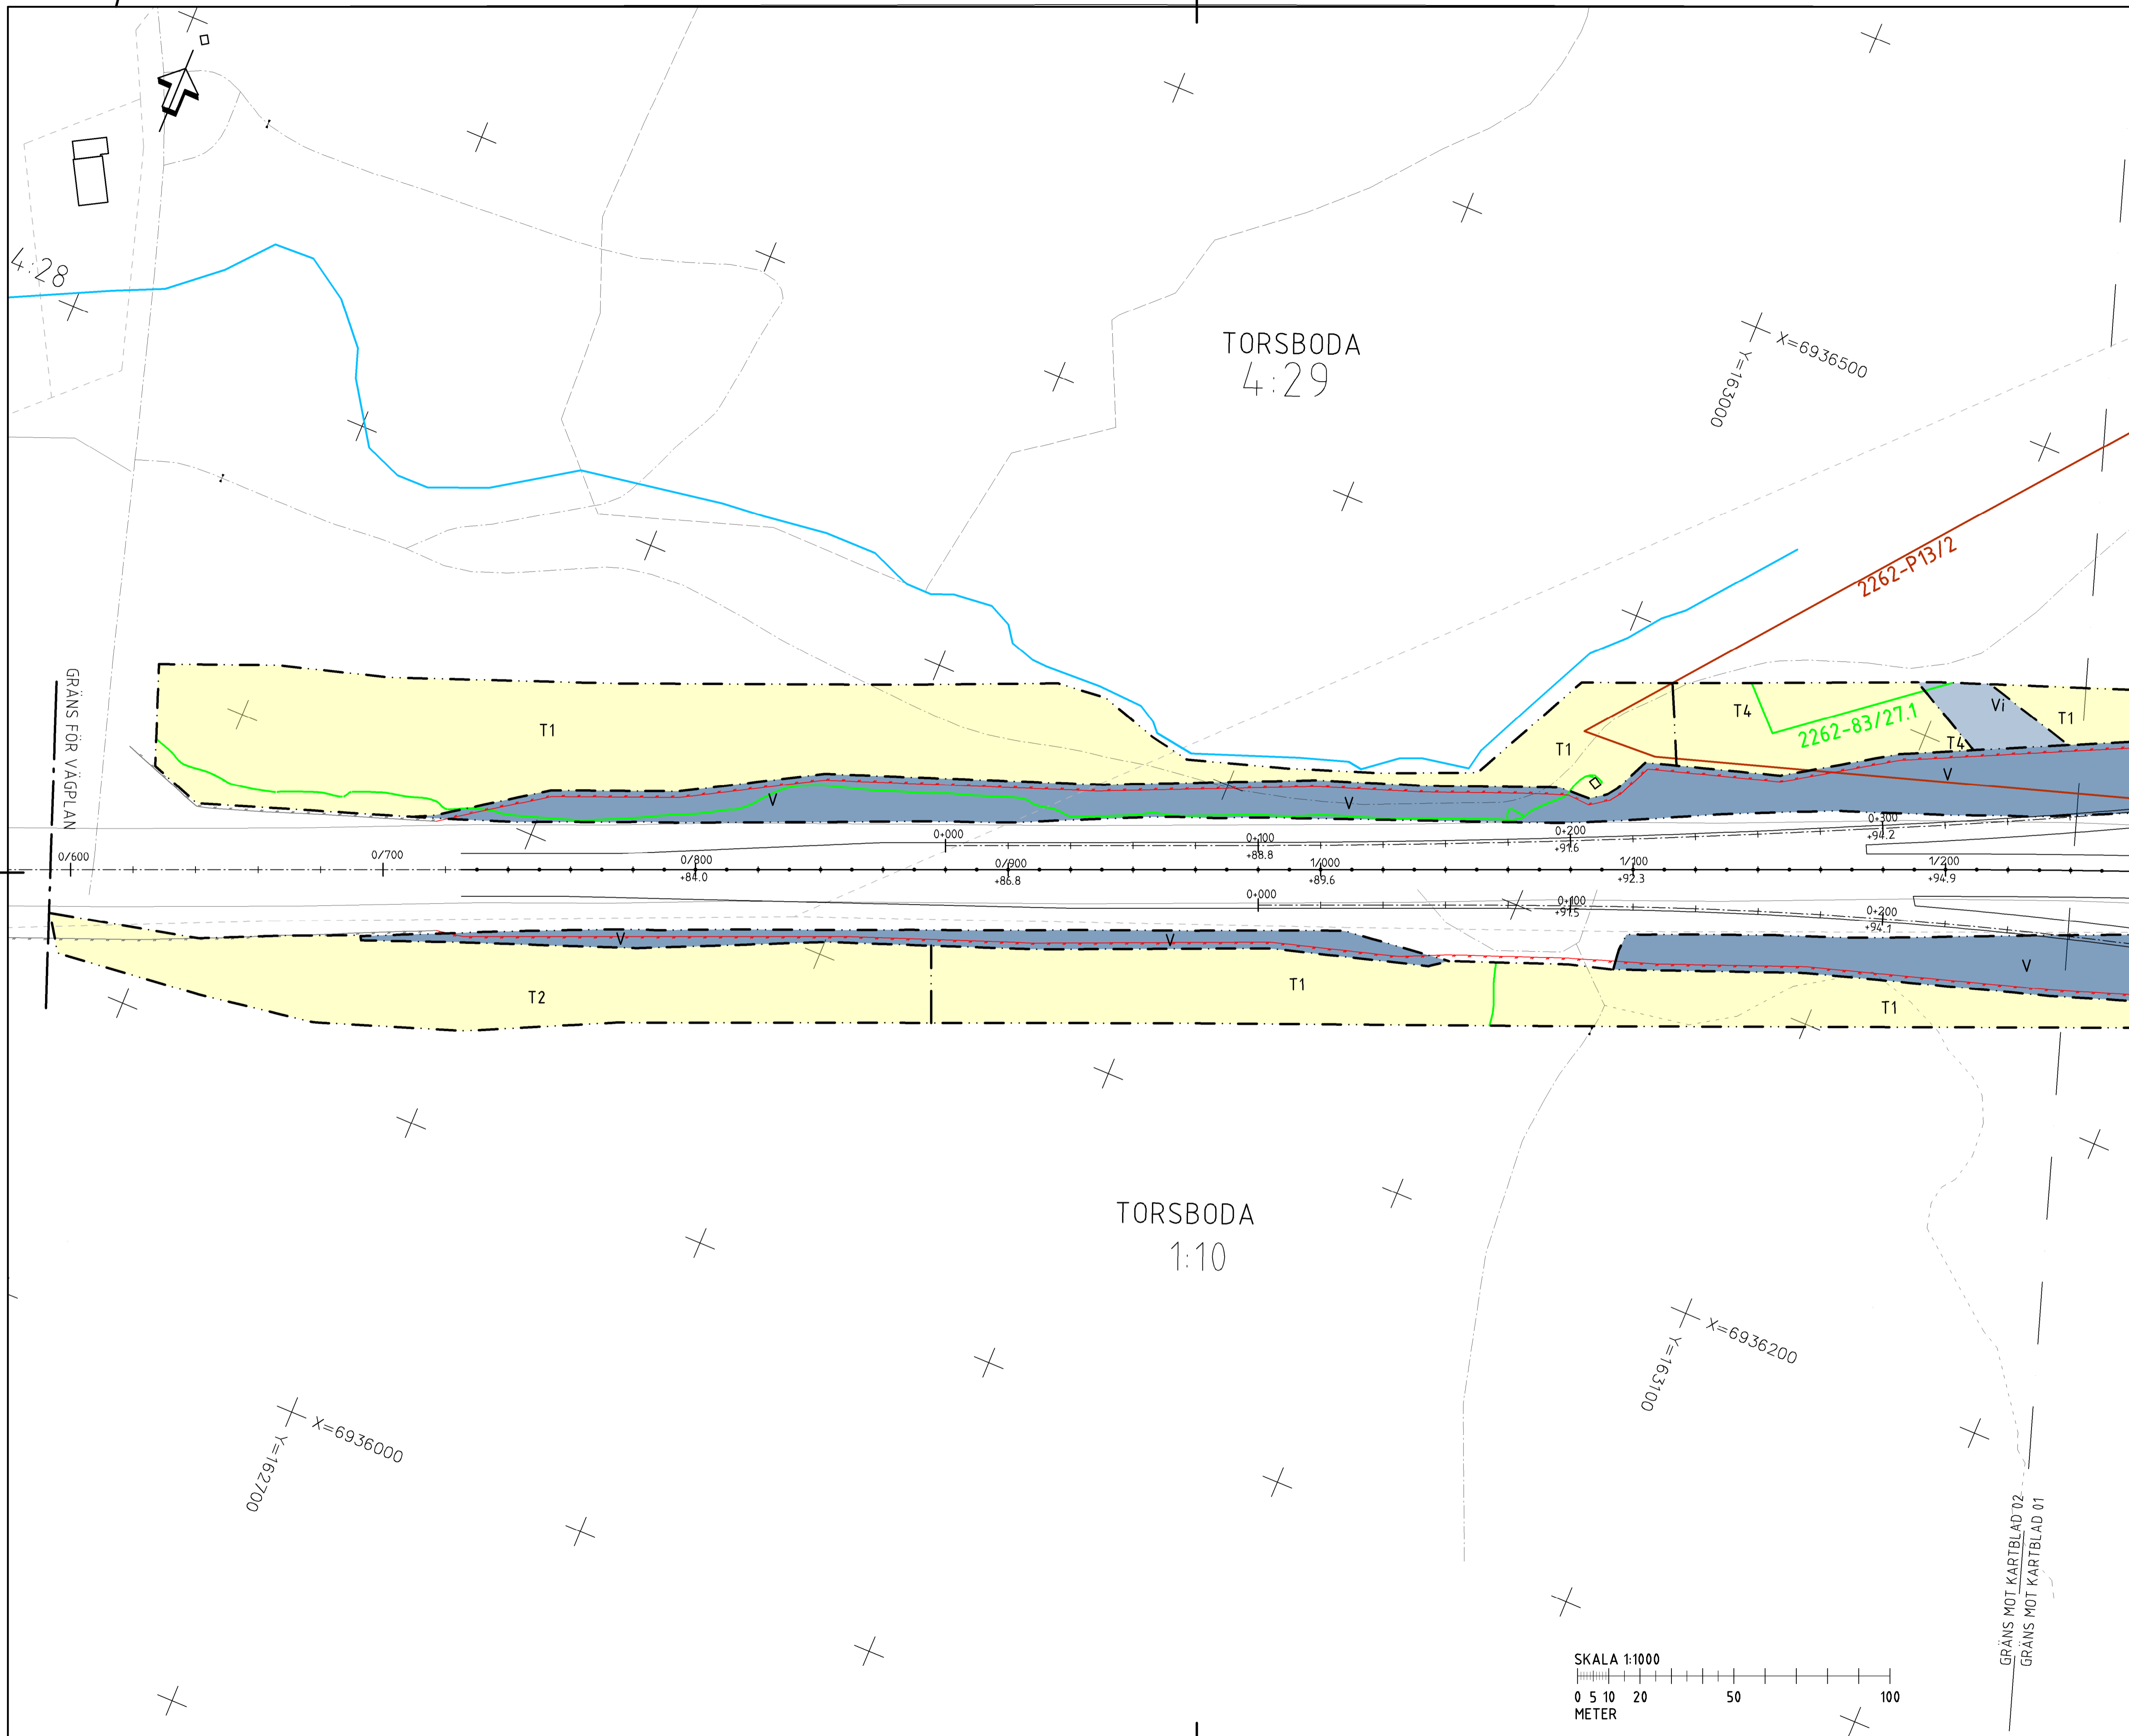 4:28
TORSBODA
4:29
X=6936500
Y=163000
2262-P13/2
GRÄNS FÖR VÄGPLAN
T1
T1
T4
2262-83/27.1
T4
Vi
T1
V
V
V
0+000
0+100
+88.8
0+200
+91.6
0+300
+94.2
0/600
0/700
0/800
+84.0
0/900
+86.8
1/000
+89.6
1/100
+92.3
1/200
+94.9
0+000
0+100
+91.5
0+200
+94.1
V
V
V
T2
T1
T1
TORSBODA
1:10
X=6936200
Y=163100
X=6936000
Y=162700
GRÄNS MOT KARTBLAD 02
GRÄNS MOT KARTBLAD 01
SKALA 1:1000
0 5 10 20 50 100
METER